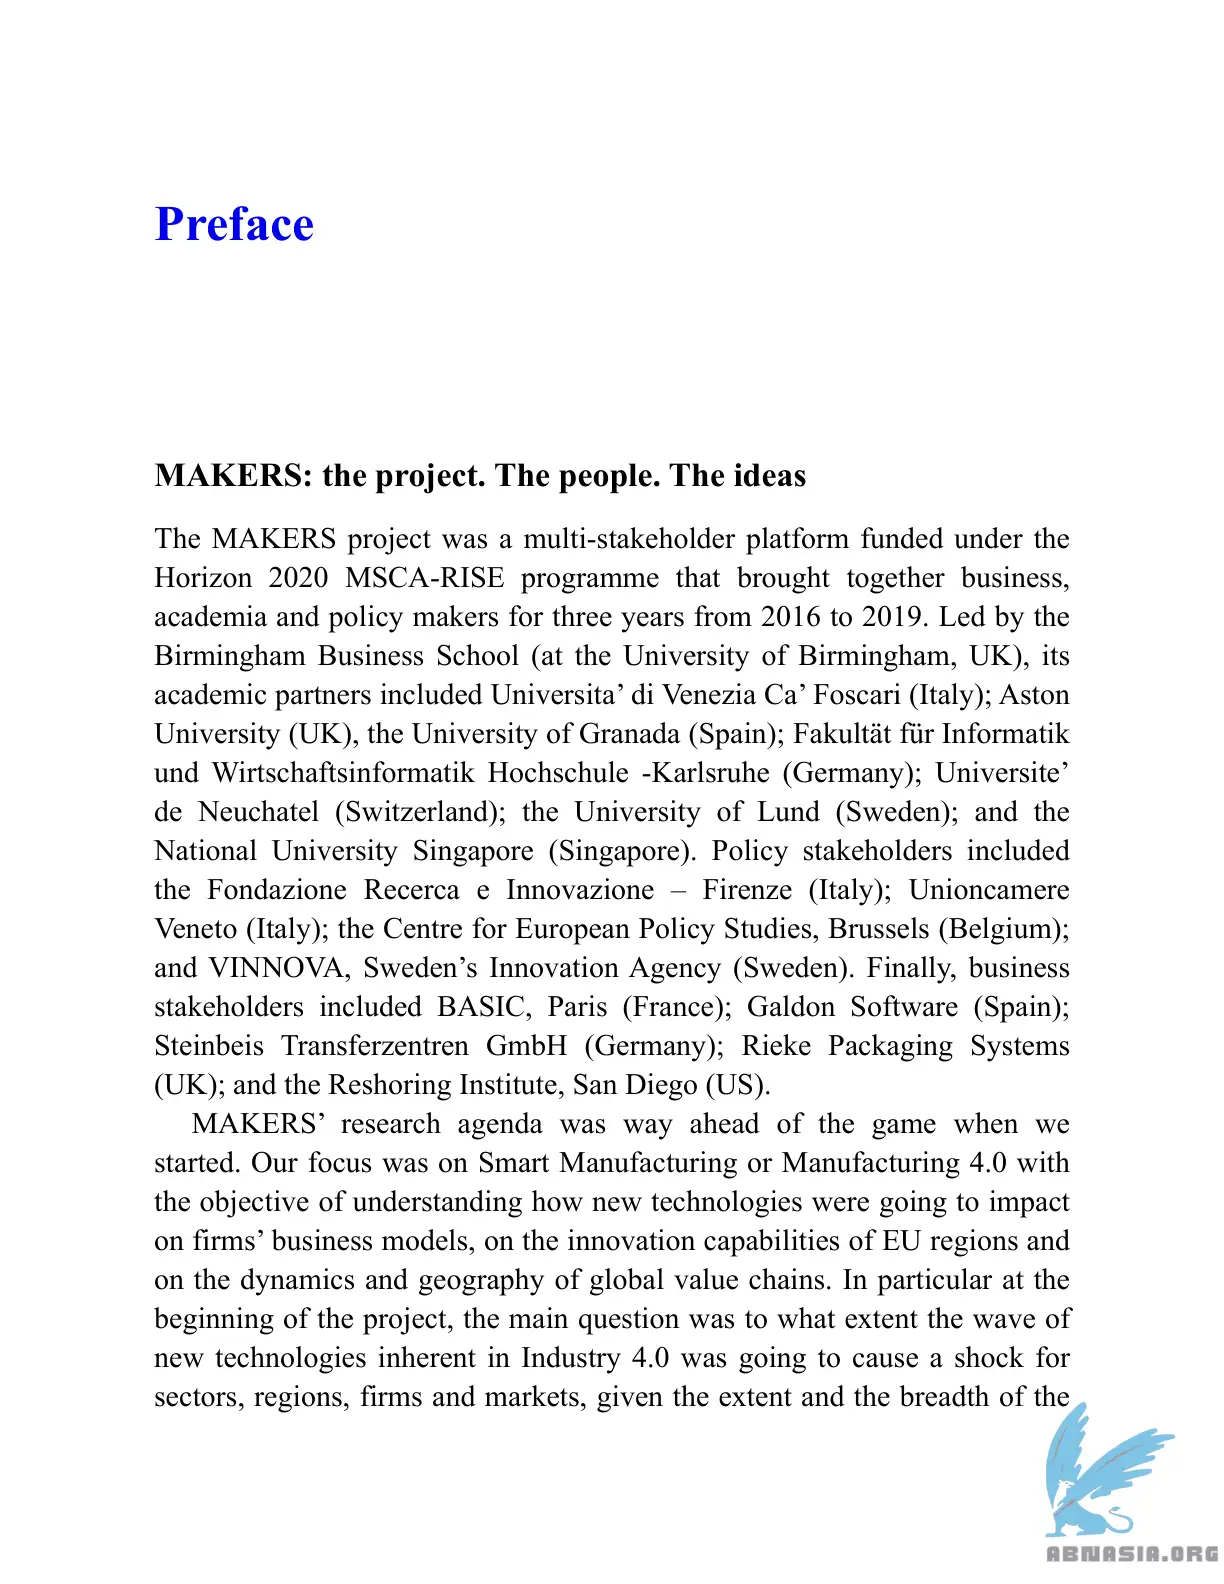 Preface
MAKERS: the project. The people. The ideas
The MAKERS project was a multi-stakeholder platform funded under the
Horizon 2020 MSCA-RISE programme that brought together business,
academia and policy makers for three years from 2016 to 2019. Led by the
Birmingham Business School (at the University of Birmingham, UK), its
academic partners included Universita’ di Venezia Ca’ Foscari (Italy); Aston
University (UK), the University of Granada (Spain); Fakultät für Informatik
und Wirtschaftsinformatik Hochschule -Karlsruhe (Germany); Universite’
de Neuchatel (Switzerland); the University of Lund (Sweden); and the
National University Singapore (Singapore). Policy stakeholders included
the Fondazione Recerca e Innovazione – Firenze (Italy); Unioncamere
Veneto (Italy); the Centre for European Policy Studies, Brussels (Belgium);
and VINNOVA, Sweden’s Innovation Agency (Sweden). Finally, business
stakeholders included BASIC, Paris (France); Galdon Software (Spain);
Steinbeis Transferzentren GmbH (Germany); Rieke Packaging Systems
(UK); and the Reshoring Institute, San Diego (US).
MAKERS’ research agenda was way ahead of the game when we
started. Our focus was on Smart Manufacturing or Manufacturing 4.0 with
the objective of understanding how new technologies were going to impact
on firms’ business models, on the innovation capabilities of EU regions and
on the dynamics and geography of global value chains. In particular at the
beginning of the project, the main question was to what extent the wave of
new technologies inherent in Industry 4.0 was going to cause a shock for
sectors, regions, firms and markets, given the extent and the breadth of the
ABNASIA.ORG